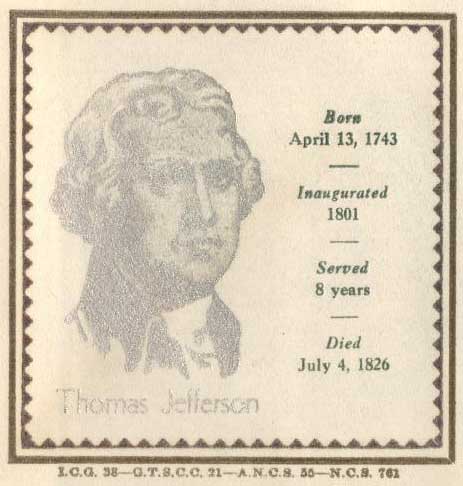 Born
April 13, 1743
Inaugurated
1801
Served
8 years
Died
July 4, 1826
Thomas Jefferson
I.C.G. 38—G.T.S.C.C. 21—A.N.C.S. 55—N.C.S. 761